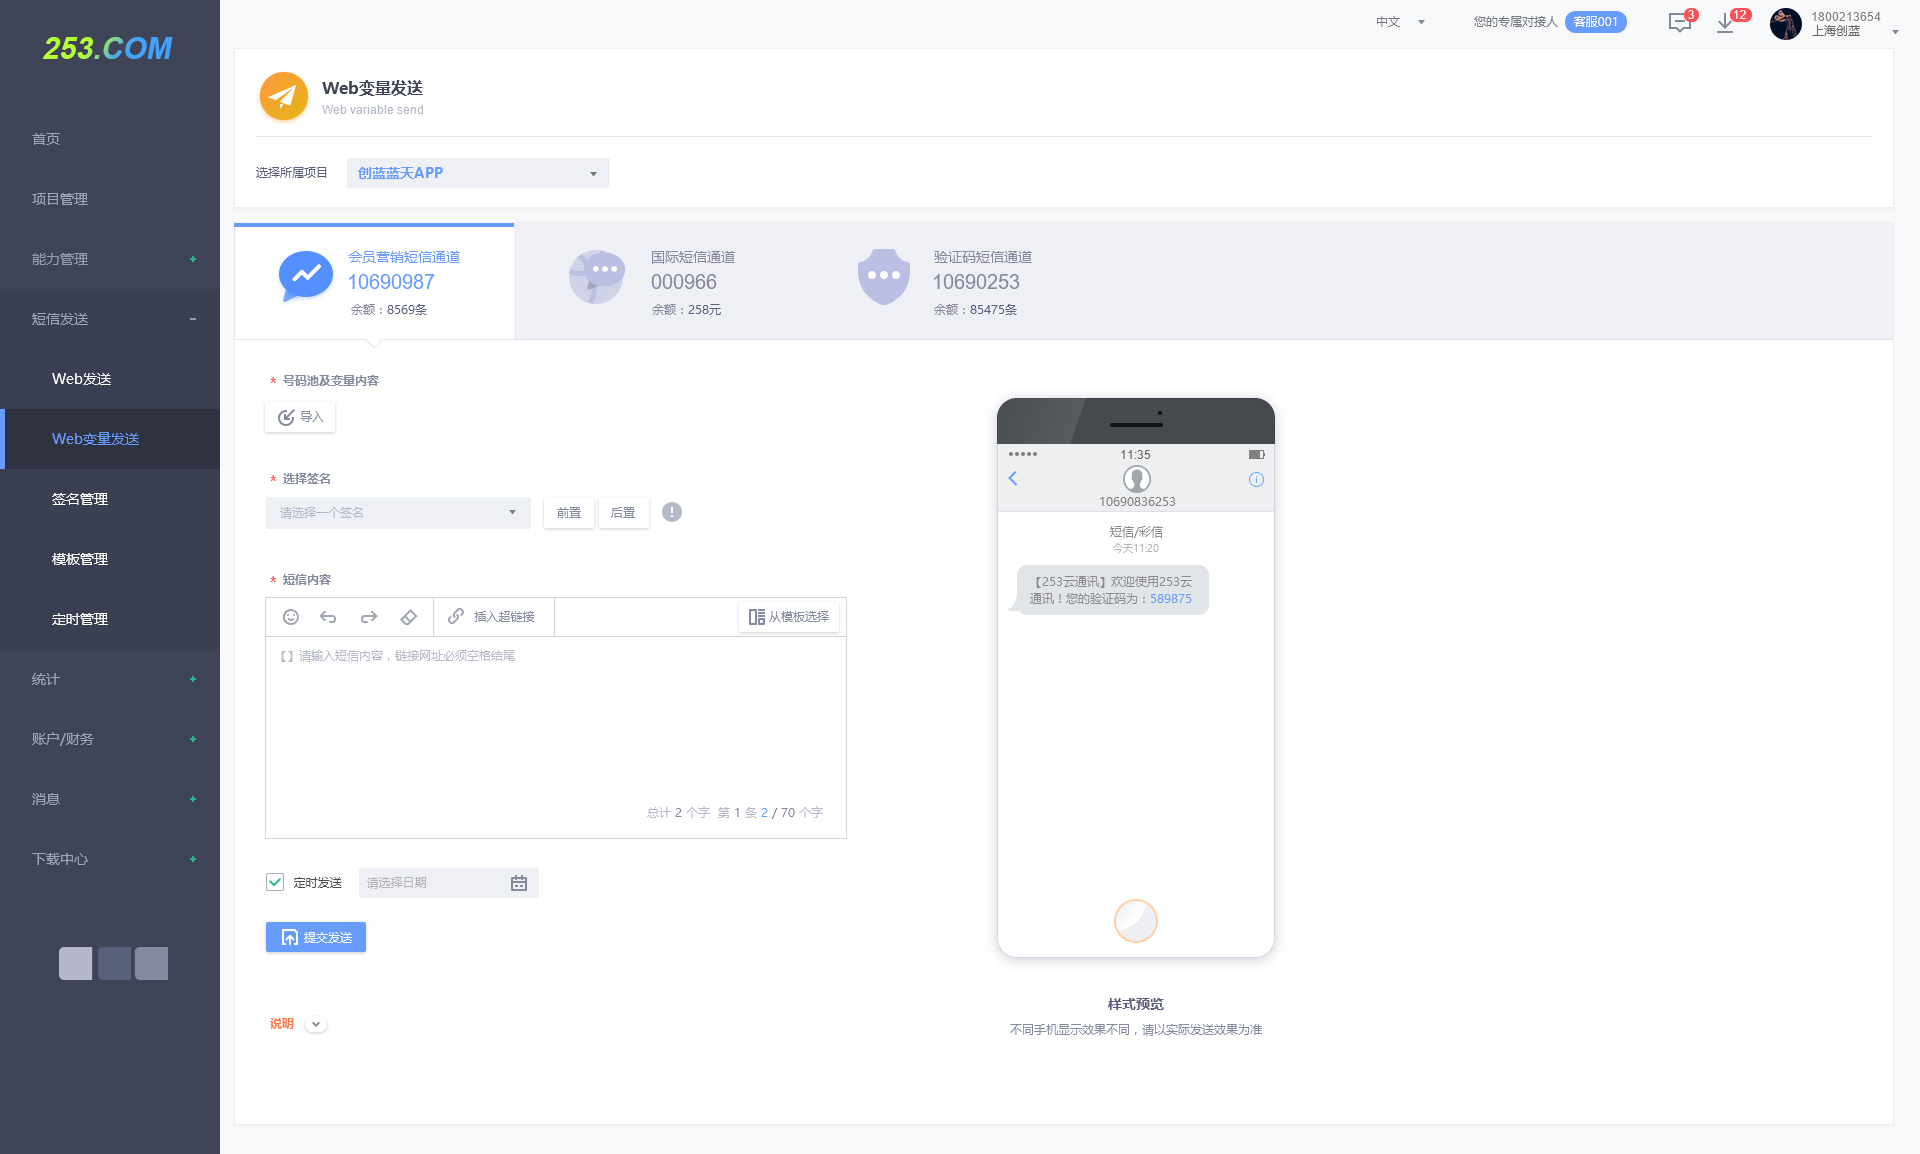 253.COM
首页
项目管理
能力管理 +
短信发送 −
Web发送
Web变量发送
签名管理
模板管理
定时管理
统计 +
账户/财务 +
消息 +
下载中心 +
中文
您的专属对接人 客服001
3
12
1800213654
上海创蓝
Web变量发送
Web variable send
选择所属项目 创蓝蓝天APP
会员营销短信通道
10690987
余额：8569条
国际短信通道
000966
余额：258元
验证码短信通道
10690253
余额：85475条
* 号码池及变量内容
导入
* 选择签名
请选择一个签名 前置 后置
* 短信内容
插入超链接 从模板选择
【】请输入短信内容，链接网址必须空格结尾
总计 2 个字 第 1 条 2 / 70 个字
定时发送 请选择日期
提交发送
说明
11:35
10690836253
短信/彩信
今天11:20
【253云通讯】欢迎使用253云
通讯！您的验证码为：589875
样式预览
不同手机显示效果不同，请以实际发送效果为准